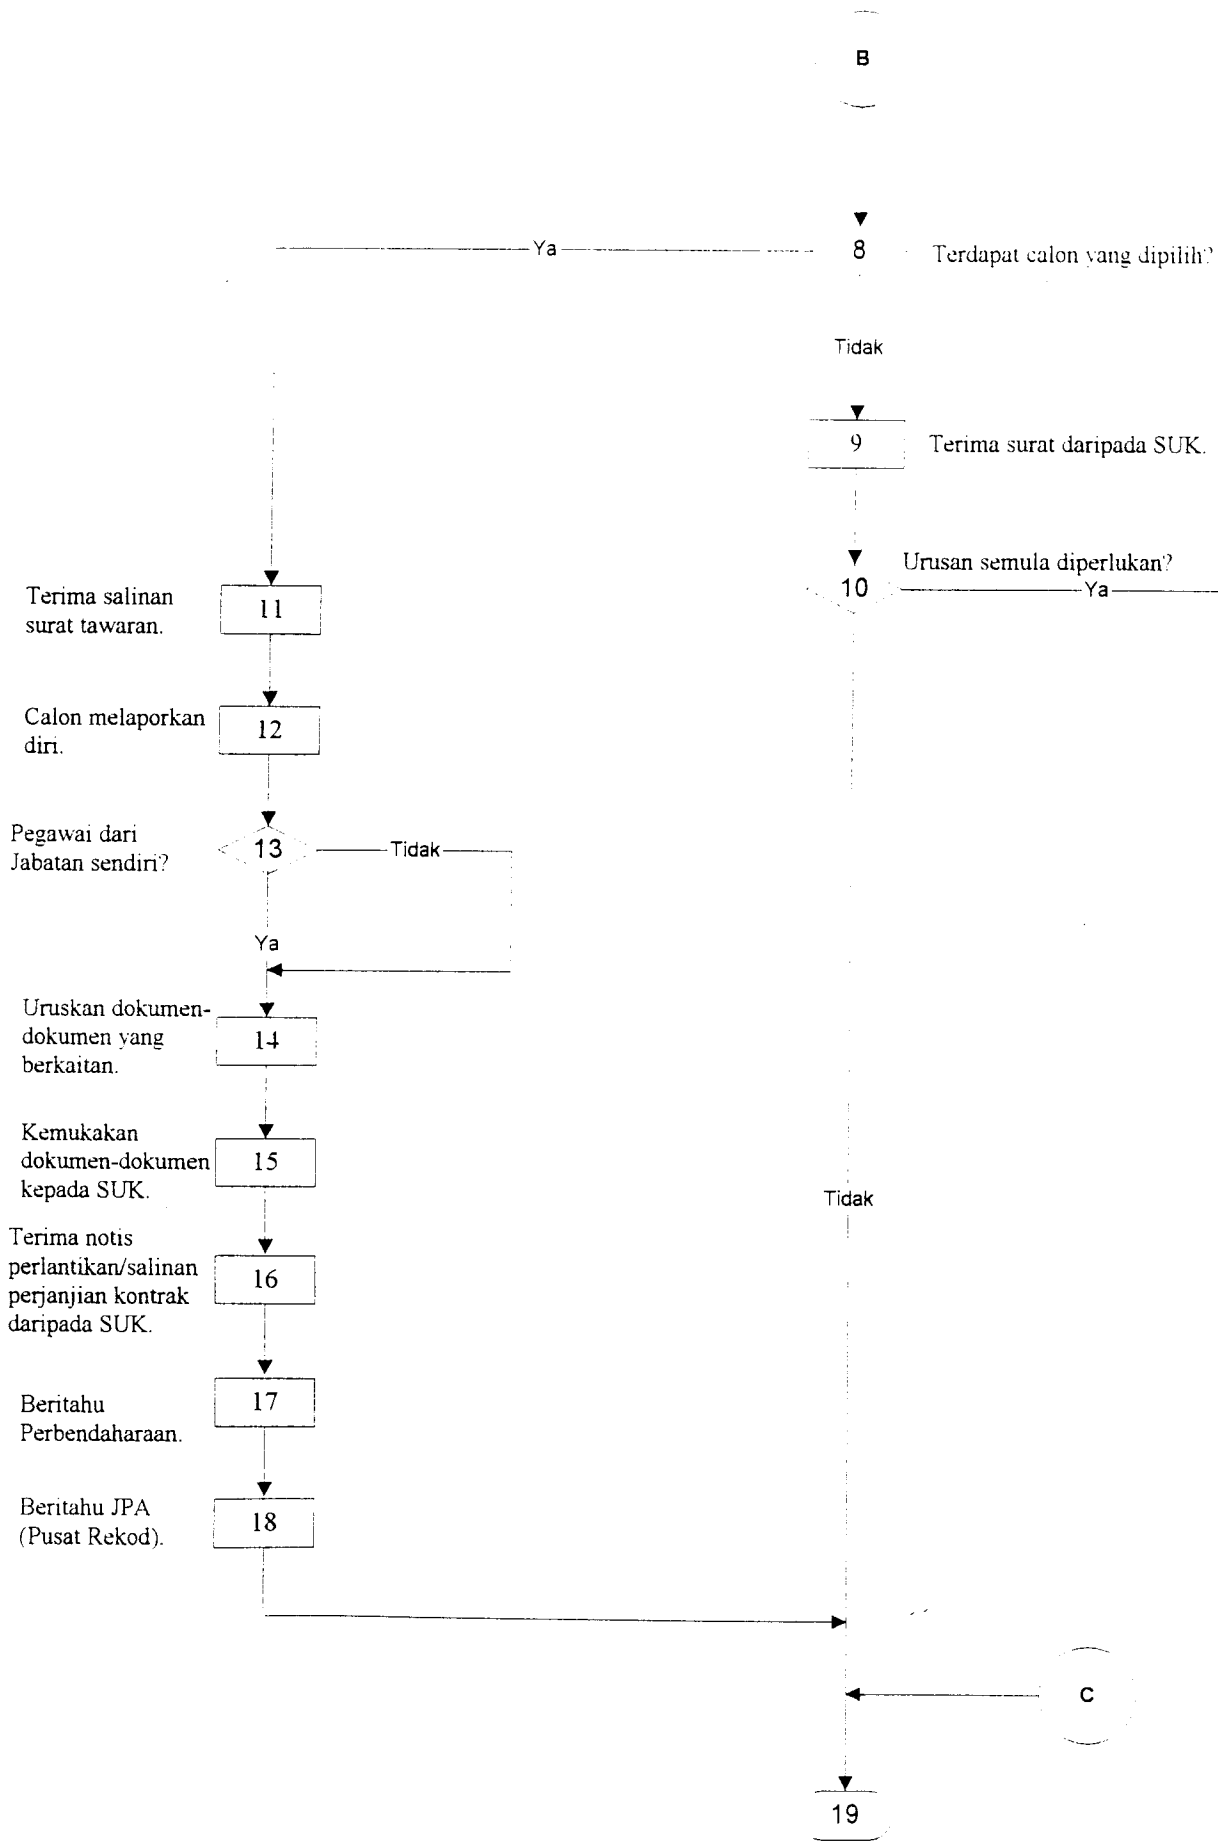 B
Ya
8
Terdapat calon yang dipilih?
Tidak
9
Terima surat daripada SUK.
Urusan semula diperlukan?
10
Ya
Terima salinan
surat tawaran.
11
Calon melaporkan
diri.
12
Pegawai dari
Jabatan sendiri?
13
Tidak
Ya
Uruskan dokumen-
dokumen yang
berkaitan.
14
Kemukakan
dokumen-dokumen
kepada SUK.
15
Tidak
Terima notis
perlantikan/salinan
perjanjian kontrak
daripada SUK.
16
Beritahu
Perbendaharaan.
17
Beritahu JPA
(Pusat Rekod).
18
C
19